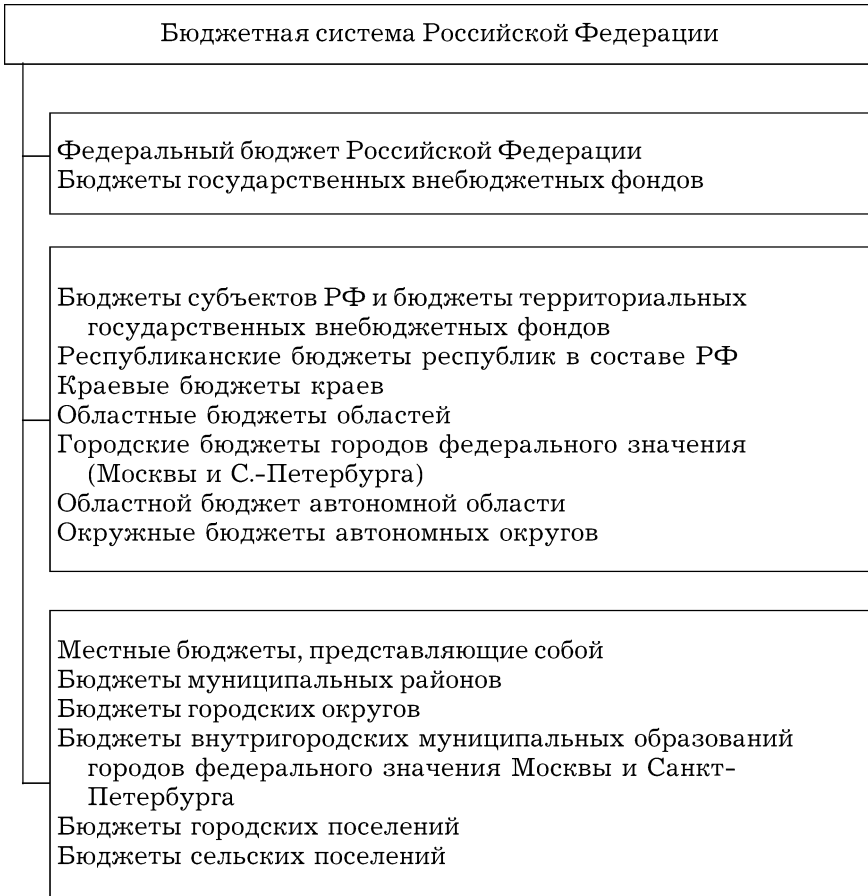 Бюджетная система Российской Федерации
Федеральный бюджет Российской Федерации
Бюджеты государственных внебюджетных фондов
Бюджеты субъектов РФ и бюджеты территориальных
государственных внебюджетных фондов
Республиканские бюджеты республик в составе РФ
Краевые бюджеты краев
Областные бюджеты областей
Городские бюджеты городов федерального значения
(Москвы и С.-Петербурга)
Областной бюджет автономной области
Окружные бюджеты автономных округов
Местные бюджеты, представляющие собой
Бюджеты муниципальных районов
Бюджеты городских округов
Бюджеты внутригородских муниципальных образований
городов федерального значения Москвы и Санкт-
Петербурга
Бюджеты городских поселений
Бюджеты сельских поселений